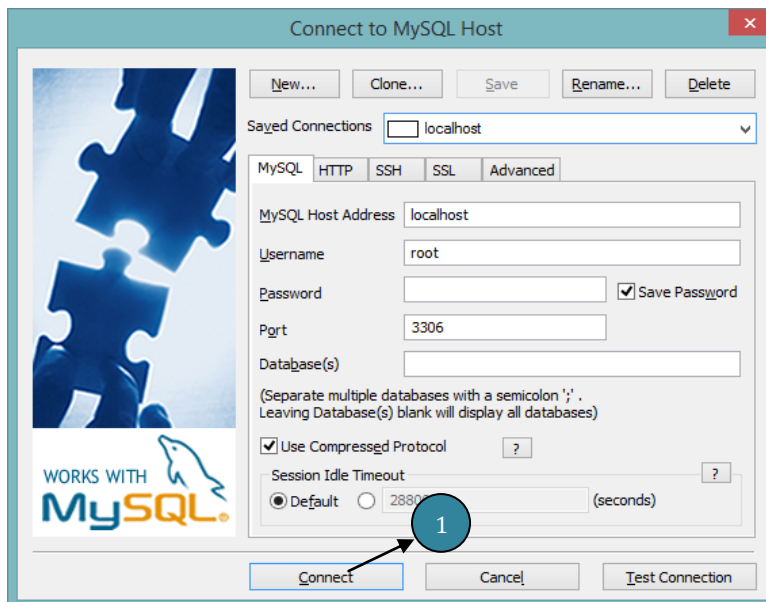 Connect to MySQL Host
New... Clone... Save Rename... Delete
Saved Connections localhost
MySQL HTTP SSH SSL Advanced
MySQL Host Address localhost
Username root
Password Save Password
Port 3306
Database(s)
(Separate multiple databases with a semicolon ';' .
Leaving Database(s) blank will display all databases)
Use Compressed Protocol ?
Session Idle Timeout ?
Default (seconds)
1
WORKS WITH
MySQL®
Connect Cancel Test Connection